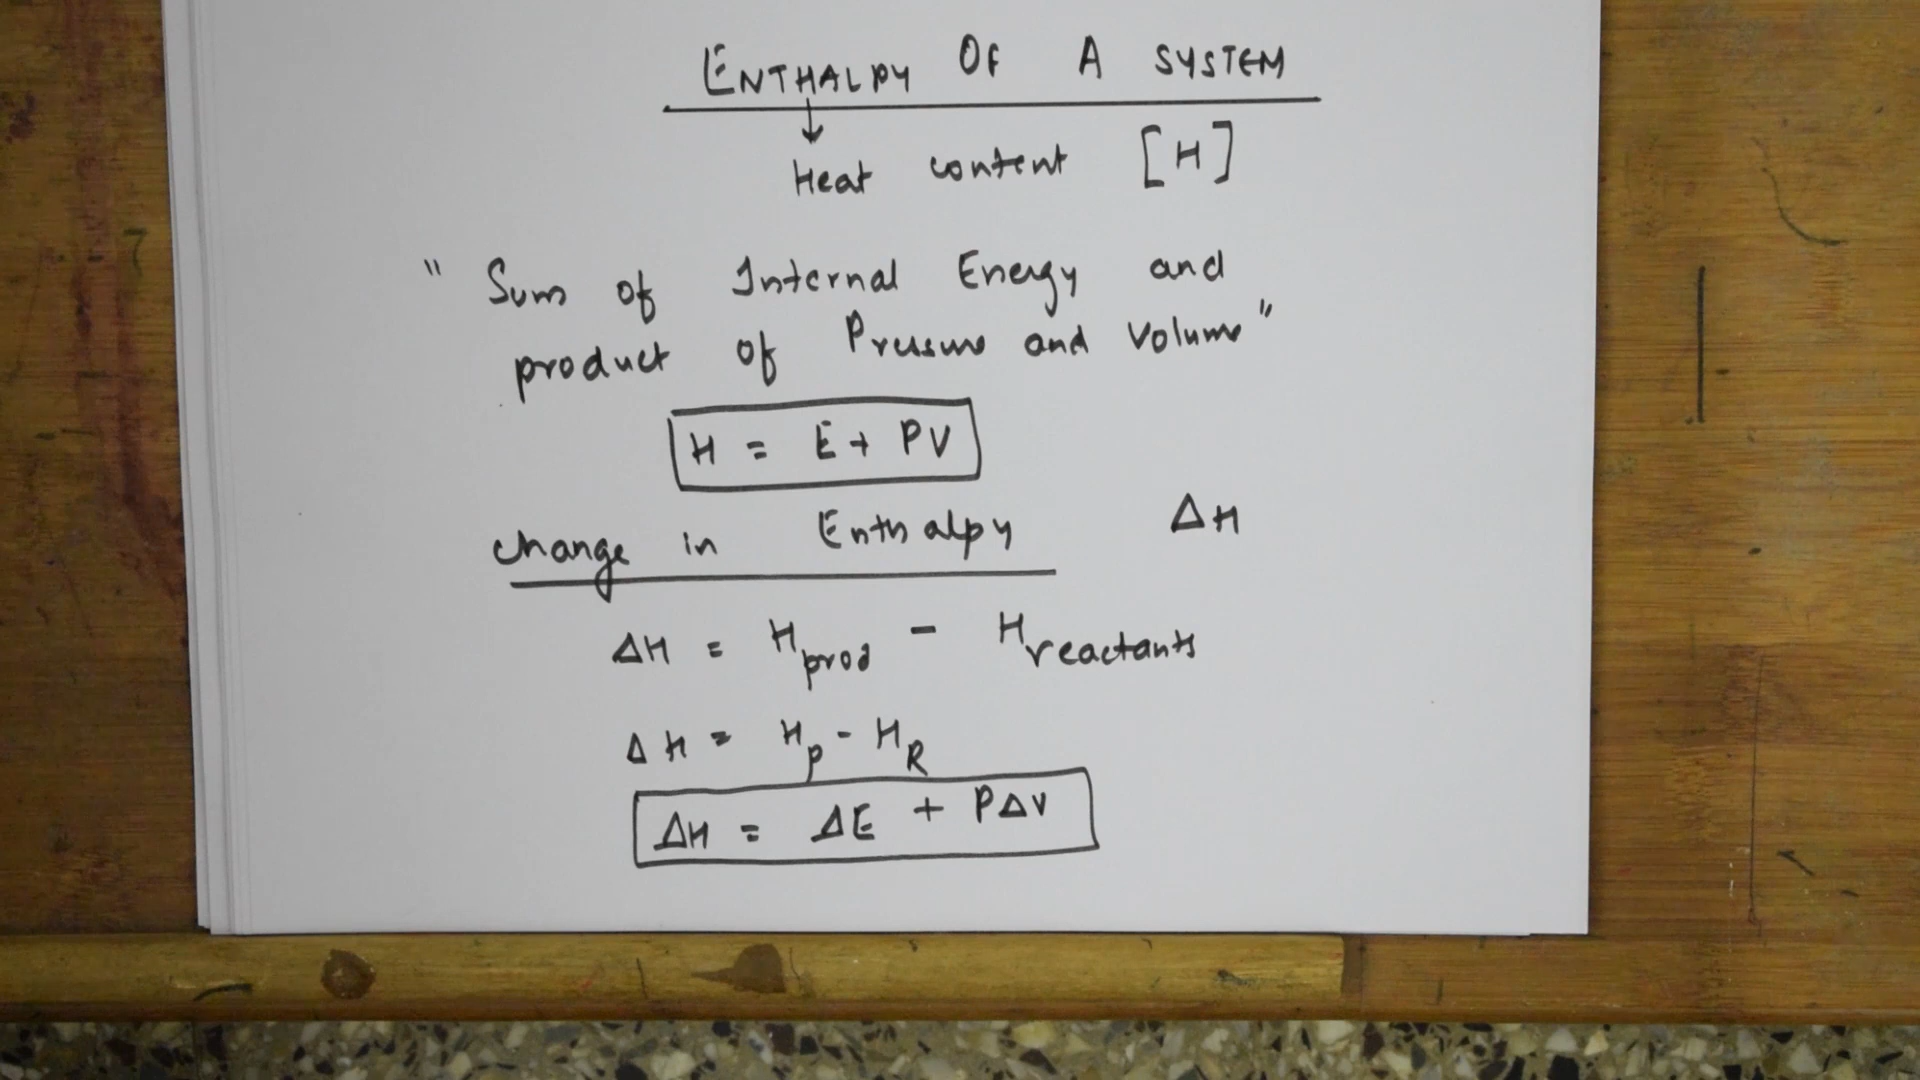 ENTHALPY OF A SYSTEM
↓
Heat content [H]
" Sum of Internal Energy and
product of Pressure and Volume "
H = E + PV
change in Enthalpy ΔH
ΔH = Hprod - Hreactants
ΔH = HP - HR
ΔH = ΔE + PΔV